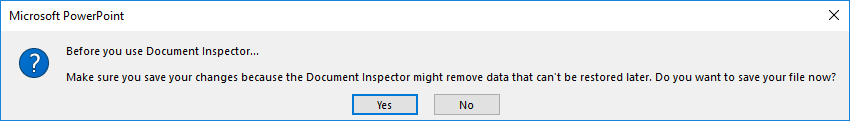 Microsoft PowerPoint
Before you use Document Inspector...
Make sure you save your changes because the Document Inspector might remove data that can't be restored later. Do you want to save your file now?
Yes No